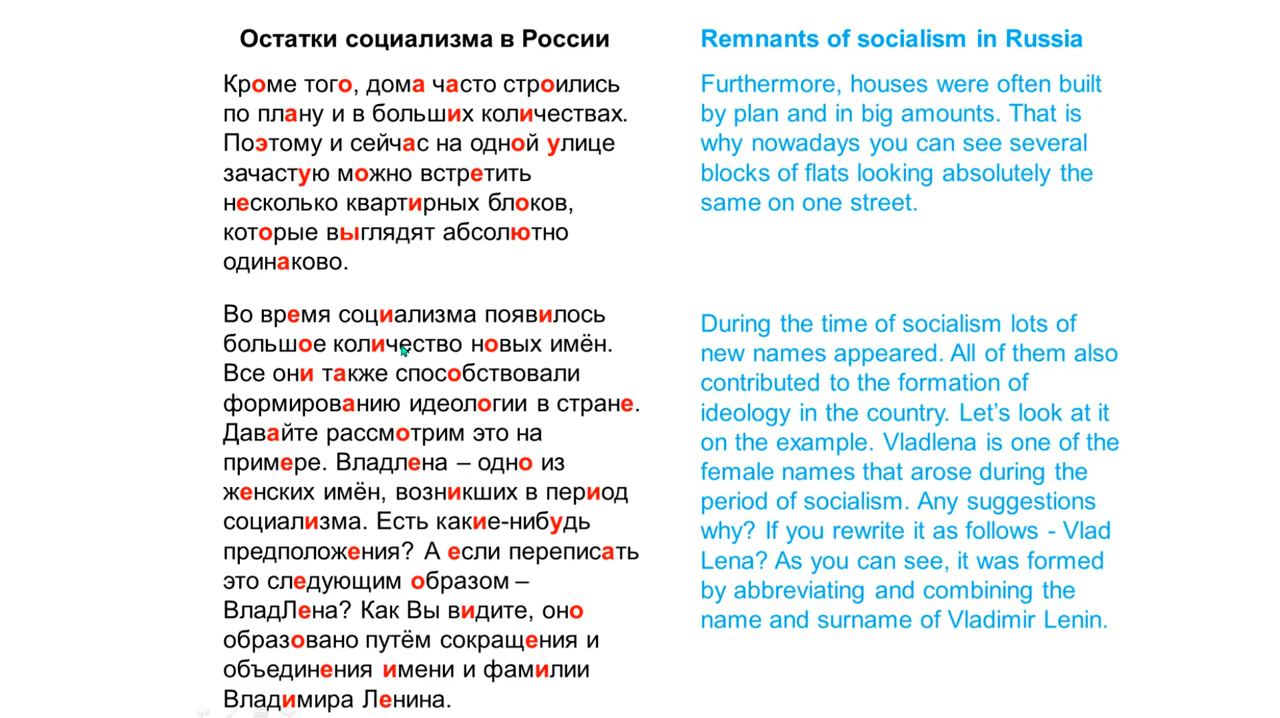 Остатки социализма в России
Кроме того, дома часто строились
по плану и в больших количествах.
Поэтому и сейчас на одной улице
зачастую можно встретить
несколько квартирных блоков,
которые выглядят абсолютно
одинаково.
Во время социализма появилось
большое количество новых имён.
Все они также способствовали
формированию идеологии в стране.
Давайте рассмотрим это на
примере. Владлена – одно из
женских имён, возникших в период
социализма. Есть какие-нибудь
предположения? А если переписать
это следующим образом –
ВладЛена? Как Вы видите, оно
образовано путём сокращения и
объединения имени и фамилии
Владимира Ленина.
Remnants of socialism in Russia
Furthermore, houses were often built
by plan and in big amounts. That is
why nowadays you can see several
blocks of flats looking absolutely the
same on one street.
During the time of socialism lots of
new names appeared. All of them also
contributed to the formation of
ideology in the country. Let’s look at it
on the example. Vladlena is one of the
female names that arose during the
period of socialism. Any suggestions
why? If you rewrite it as follows - Vlad
Lena? As you can see, it was formed
by abbreviating and combining the
name and surname of Vladimir Lenin.